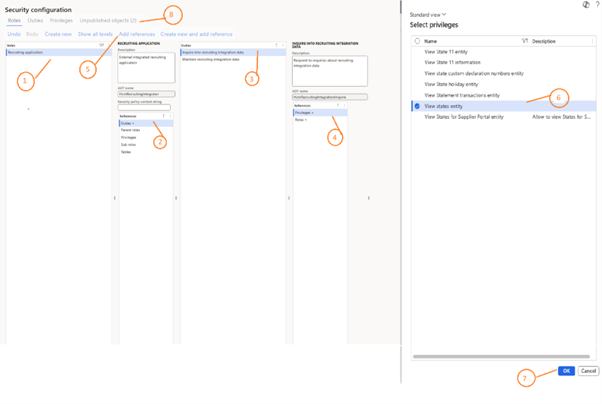 Security configuration
Roles Duties Privileges Unpublished objects (2)
Undo Redo Create new Show all levels Add references Create new and add reference
Roles
Recruiting application
RECRUITING APPLICATION
Description
External integrated recruiting application
AOT name
HcmRecruitingIntegrator
Security policy context string
References
Duties
Parent roles
Privileges
Sub roles
Tables
Duties
Inquire into recruiting integration data
Maintain recruiting integration data
INQUIRE INTO RECRUITING INTEGRATION
DATA
Description
Respond to inquiries about recruiting
integration data
AOT name
References
Privileges
Roles
Standard view
Select privileges
Name Description
View State 11 entity
View State 11 information
View state custom declaration numbers entity
View State holiday entity
View Statement transactions entity
View states entity
View States for Supplier Portal entity Allow to view States for S...
OK Cancel
1
2
3
4
5
6
7
8
?